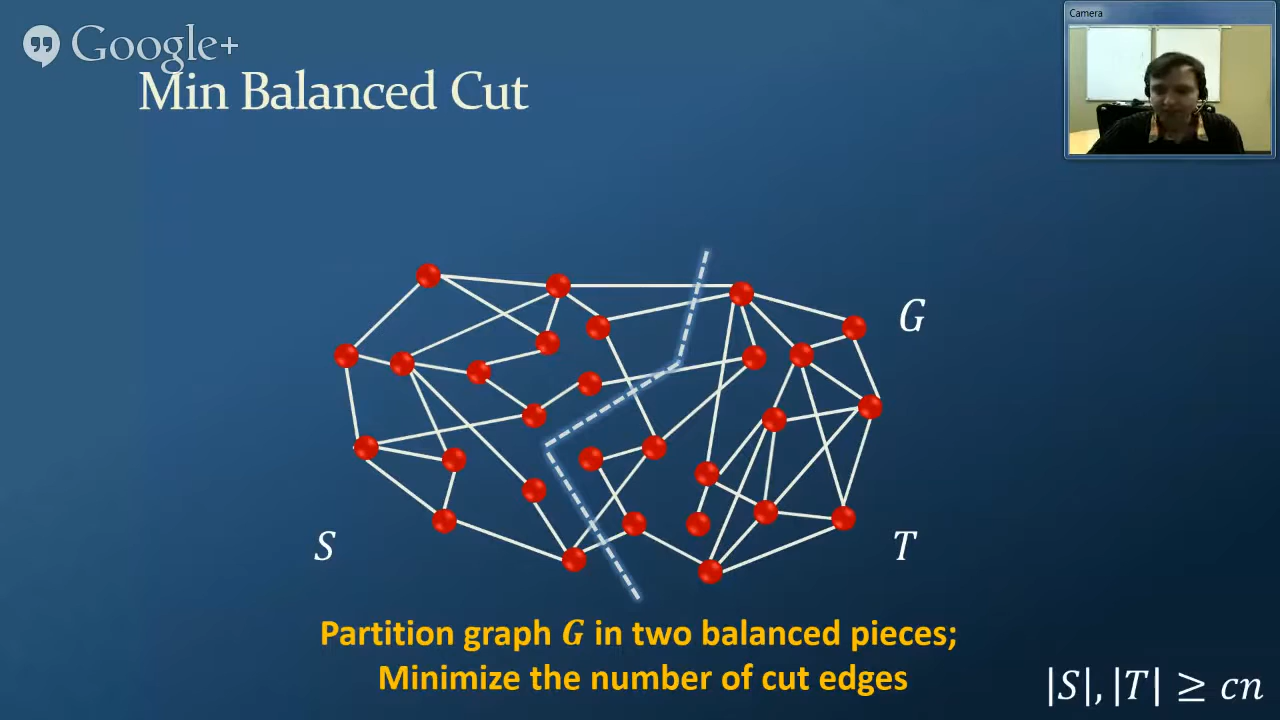 Google+
Camera
Min Balanced Cut
G
S
T
Partition graph G in two balanced pieces;
Minimize the number of cut edges
|S|, |T| ≥ cn